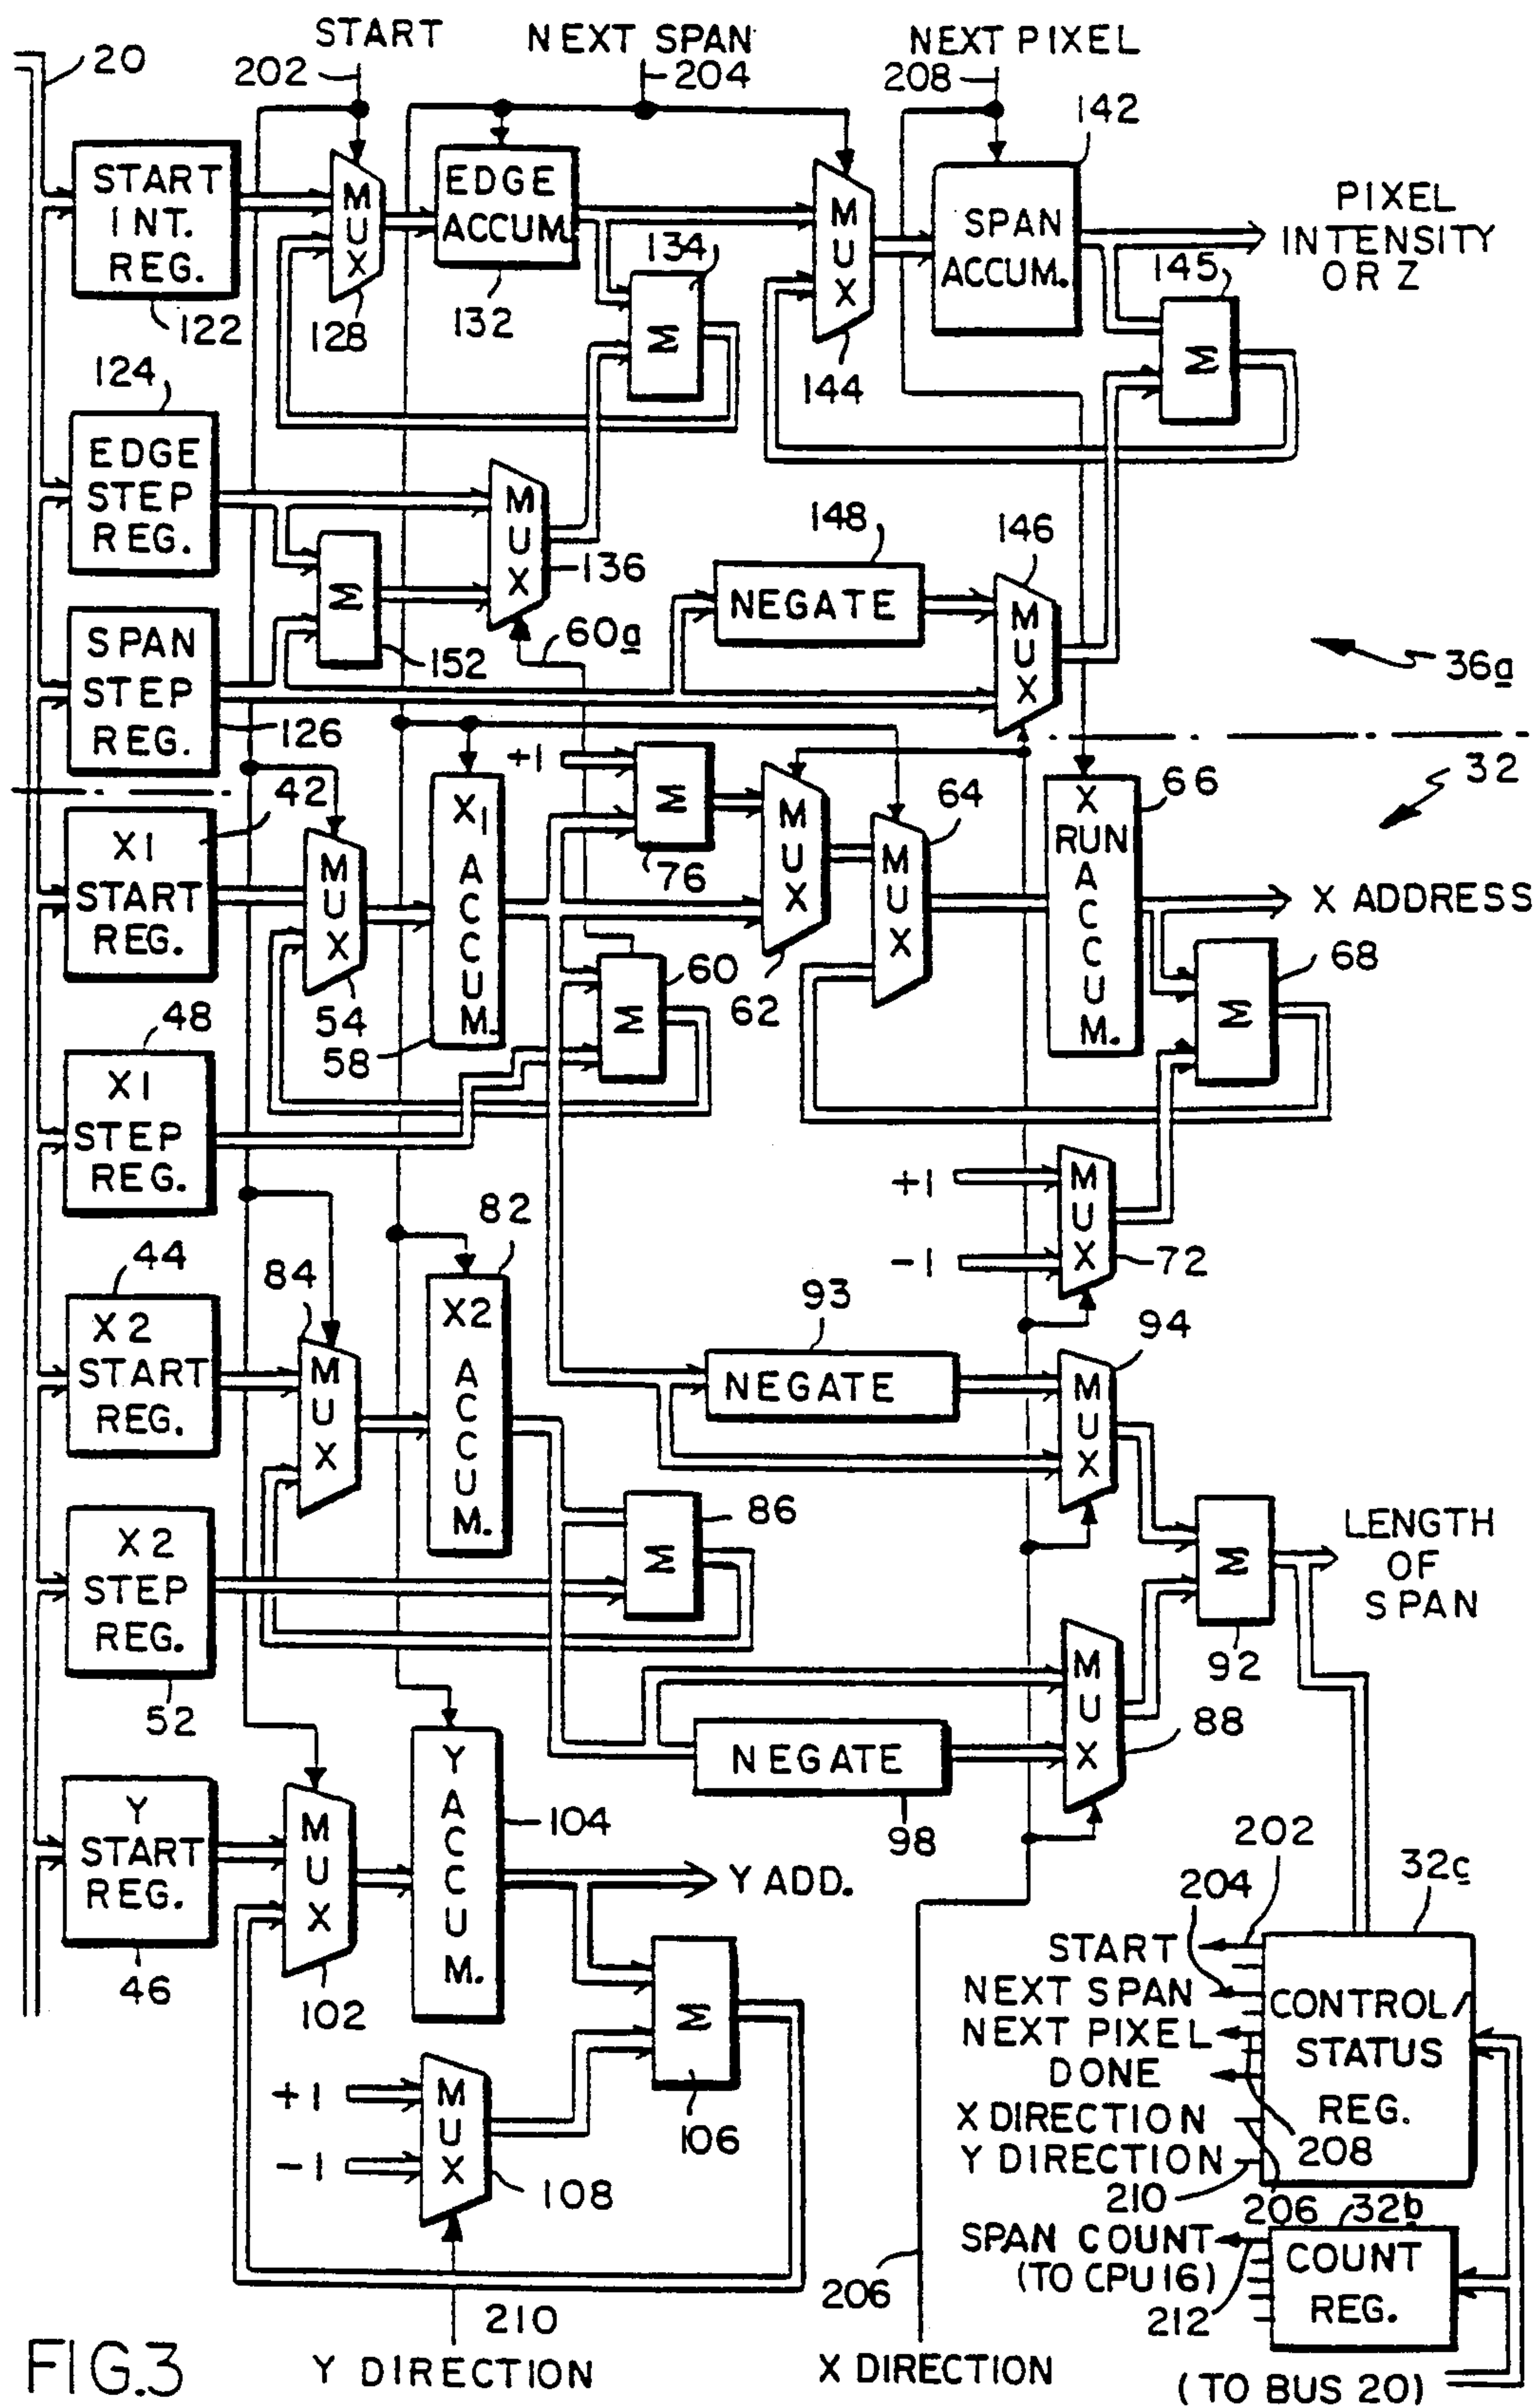 START
NEXT SPAN
NEXT PIXEL
20
202
204
208
142
START
INT.
REG.
122
MUX
128
EDGE
ACCUM.
132
134
Σ
MUX
144
SPAN
ACCUM.
PIXEL
INTENSITY
OR Z
145
Σ
124
EDGE
STEP
REG.
Σ
152
MUX
136
60a
148
NEGATE
146
MUX
36a
SPAN
STEP
REG.
126
32
42
X1
START
REG.
MUX
54
X1
ACCUM.
58
+1
Σ
76
MUX
62
64
MUX
66
X
RUN
ACCUM.
X ADDRESS
68
Σ
60
Σ
48
X1
STEP
REG.
+1
-1
MUX
72
44
X2
START
REG.
84
MUX
82
X2
ACCUM.
93
NEGATE
94
MUX
86
Σ
X2
STEP
REG.
52
Σ
92
LENGTH
OF
SPAN
NEGATE
98
MUX
88
Y
START
REG.
46
MUX
102
Y
ACCUM.
104
Y ADD.
Σ
106
+1
-1
MUX
108
210
Y DIRECTION
206
X DIRECTION
202
204
32c
START
NEXT SPAN
NEXT PIXEL
DONE
X DIRECTION
Y DIRECTION
CONTROL/
STATUS
REG.
208
210
206
32b
SPAN COUNT
(TO CPU 16)
212
COUNT
REG.
(TO BUS 20)
FIG.3